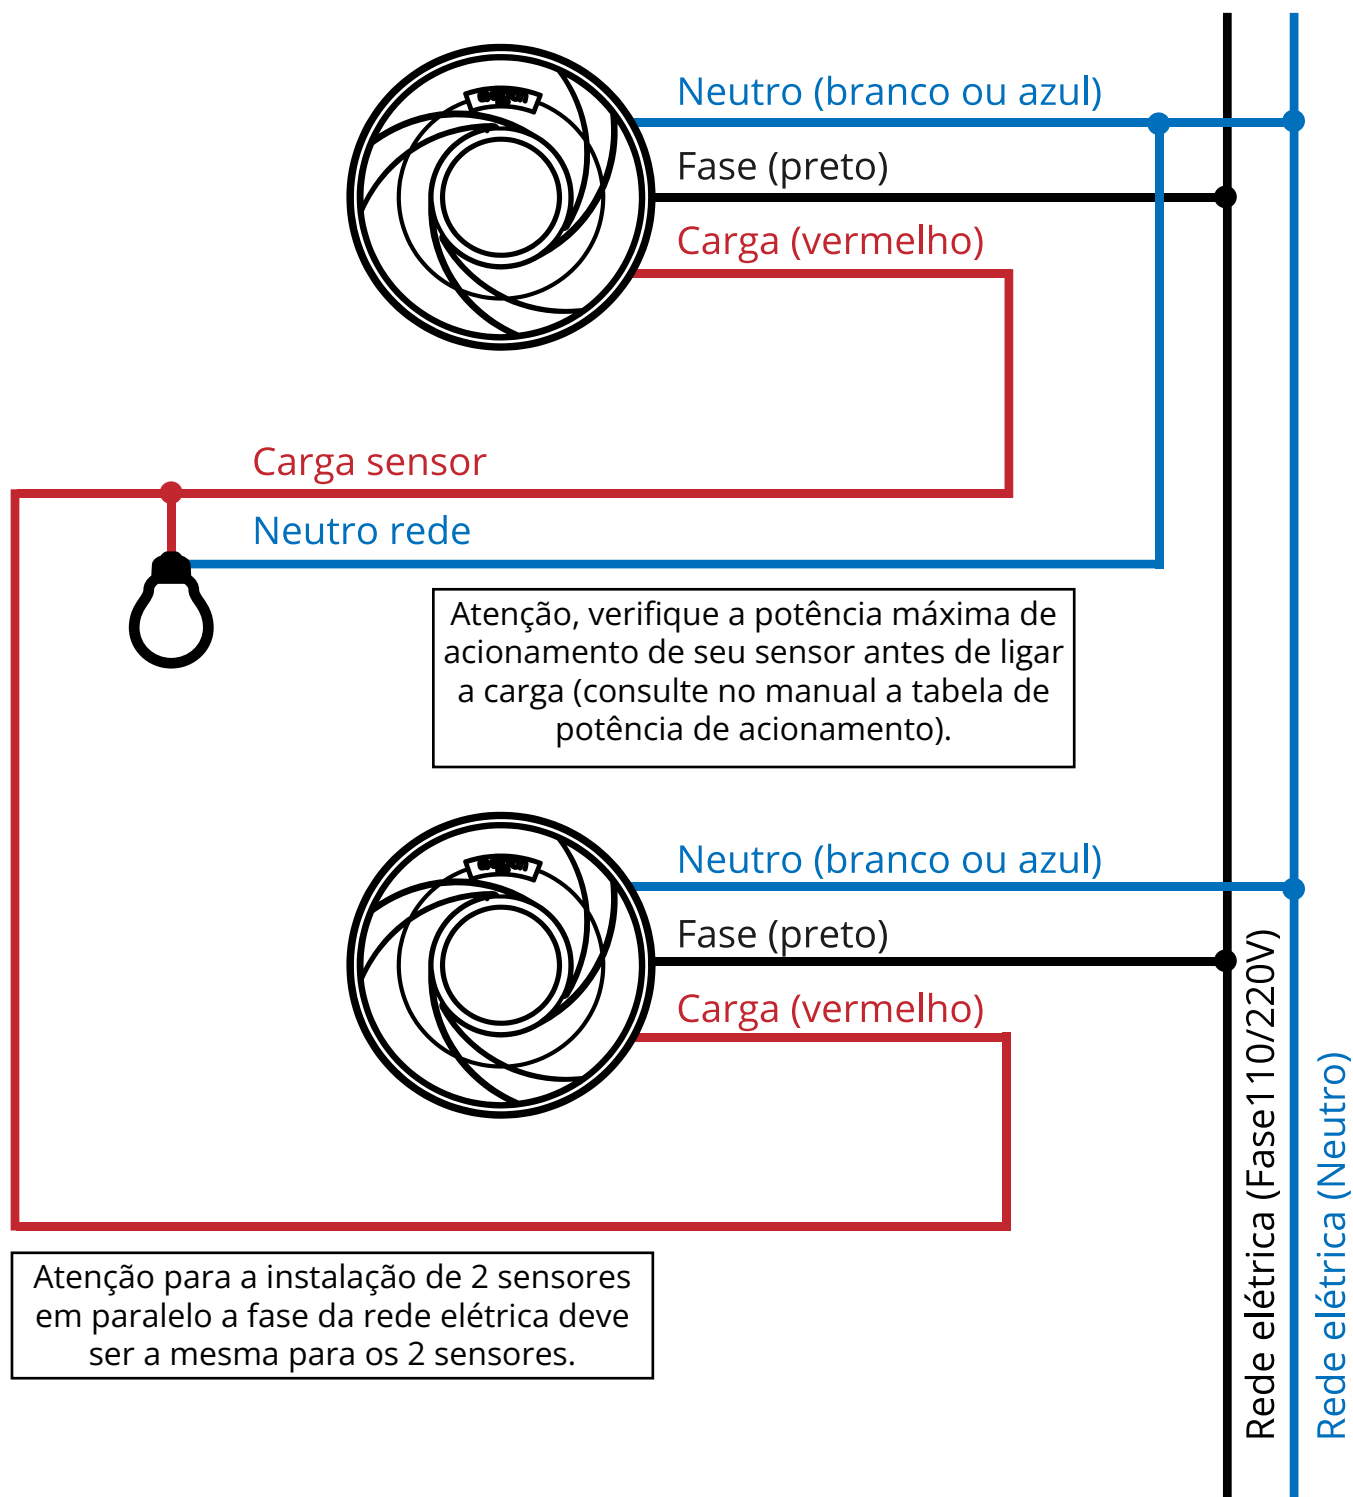 Neutro (branco ou azul)
Fase (preto)
Carga (vermelho)
Carga sensor
Neutro rede
Atenção, verifique a potência máxima de
acionamento de seu sensor antes de ligar
a carga (consulte no manual a tabela de
potência de acionamento).
Neutro (branco ou azul)
Fase (preto)
Carga (vermelho)
Rede elétrica (Fase110/220V)
Rede elétrica (Neutro)
Atenção para a instalação de 2 sensores
em paralelo a fase da rede elétrica deve
ser a mesma para os 2 sensores.